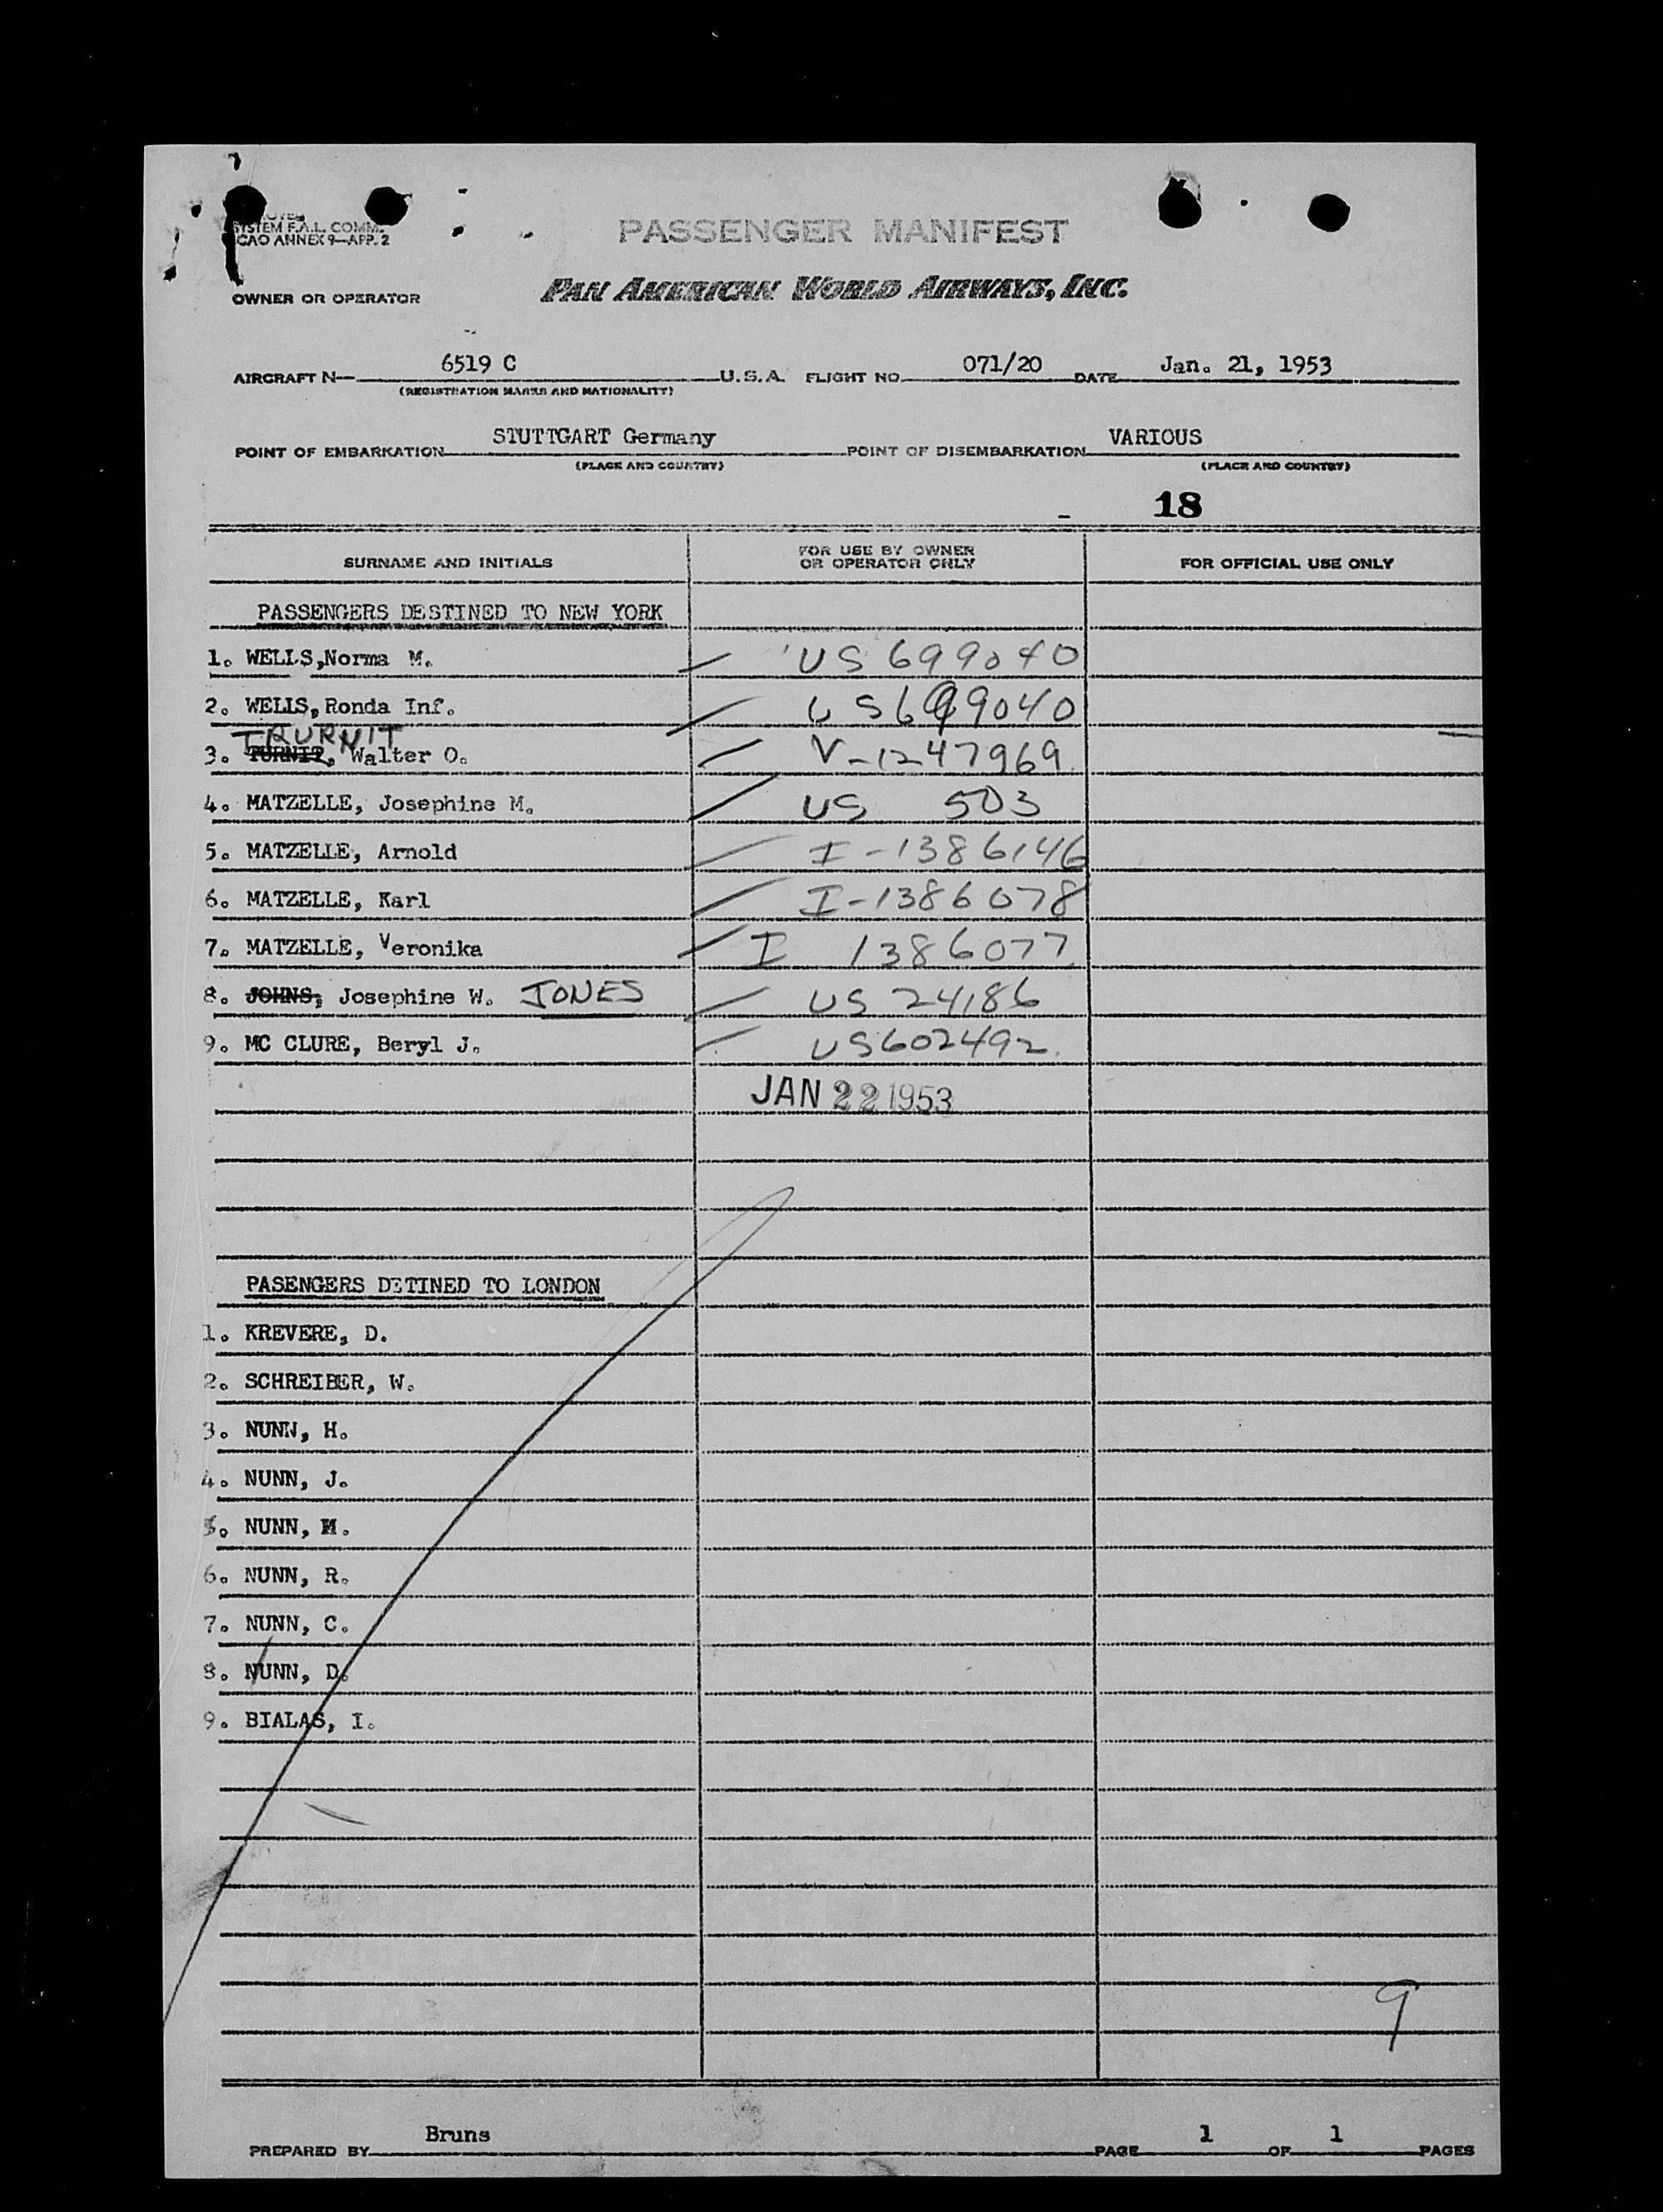 SYSTEM F.A.L. COMM.
ICAO ANNEX 9—APP. 2
PASSENGER MANIFEST
OWNER OR OPERATOR PAN AMERICAN WORLD AIRWAYS, INC.
AIRCRAFT N— 6519 C U.S.A. FLIGHT NO. 071/20 DATE Jan. 21, 1953
(REGISTRATION MARKS AND NATIONALITY)
POINT OF EMBARKATION STUTTGART Germany POINT OF DISEMBARKATION VARIOUS
(PLACE AND COUNTRY) (PLACE AND COUNTRY)
18
SURNAME AND INITIALS FOR USE BY OWNER OR OPERATOR ONLY FOR OFFICIAL USE ONLY
PASSENGERS DESTINED TO NEW YORK
1. WELLS,Norma M. US 699040
2. WELLS, Ronda Inf. US699040
TRURNIT
3. TURNIT, Walter O. V-1247969
4. MATZELLE, Josephine M. US 503
5. MATZELLE, Arnold I-1386146
6. MATZELLE, Karl I-1386078
7. MATZELLE, Veronika I 1386077
8. JOHNS, Josephine W. JONES US 24186
9. MC CLURE, Beryl J. US602492
JAN 22 1953
PASENGERS DETINED TO LONDON
1. KREVERE, D.
2. SCHREIBER, W.
3. NUNN, H.
4. NUNN, J.
5. NUNN, M.
6. NUNN, R.
7. NUNN, C.
8. NUNN, D.
9. BIALAS, I.
9
PREPARED BY Bruns PAGE 1 OF 1 PAGES